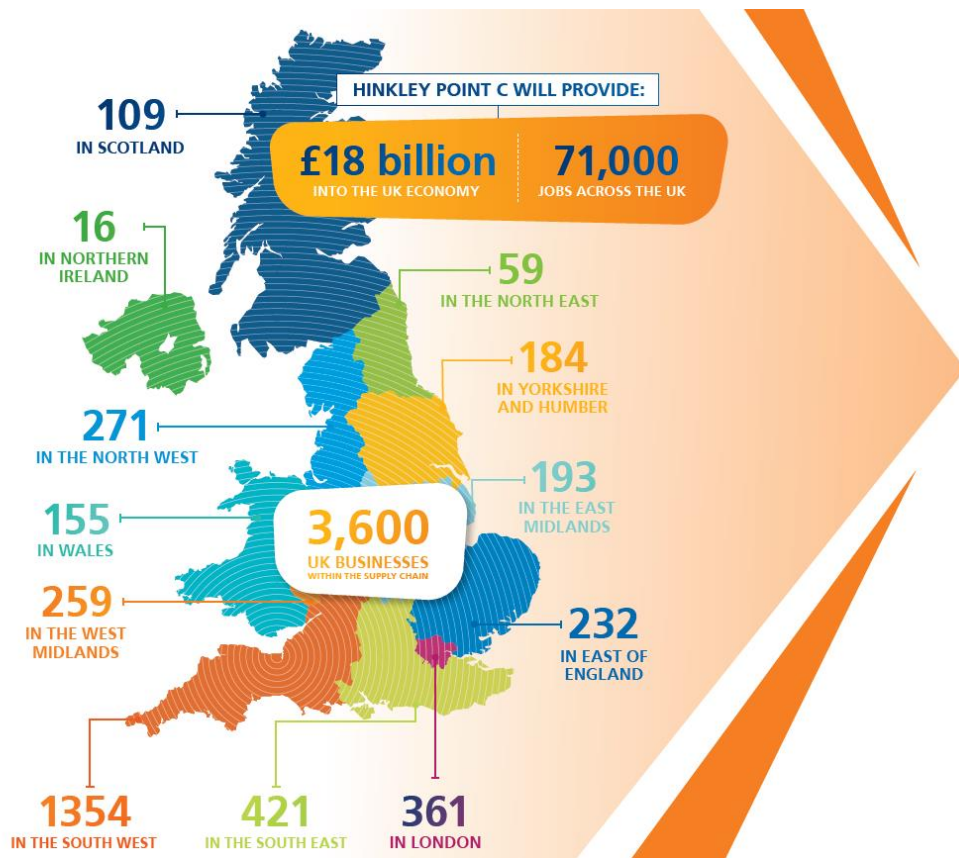 HINKLEY POINT C WILL PROVIDE:
£18 billion
INTO THE UK ECONOMY
71,000
JOBS ACROSS THE UK
109
IN SCOTLAND
16
IN NORTHERN
IRELAND
59
IN THE NORTH EAST
184
IN YORKSHIRE
AND HUMBER
271
IN THE NORTH WEST
193
IN THE EAST
MIDLANDS
155
IN WALES
3,600
UK BUSINESSES
WITHIN THE SUPPLY CHAIN
259
IN THE WEST
MIDLANDS
232
IN EAST OF
ENGLAND
1354
IN THE SOUTH WEST
421
IN THE SOUTH EAST
361
IN LONDON